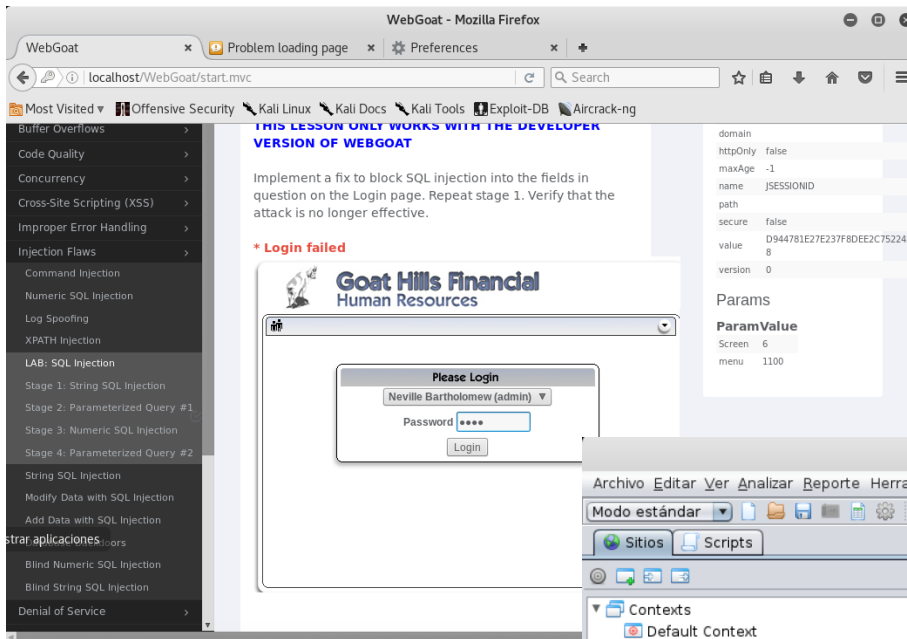 WebGoat - Mozilla Firefox
WebGoat
Problem loading page
Preferences
localhost/WebGoat/start.mvc
Search
Most Visited
Offensive Security
Kali Linux
Kali Docs
Kali Tools
Exploit-DB
Aircrack-ng
Buffer Overflows
Code Quality
Concurrency
Cross-Site Scripting (XSS)
Improper Error Handling
Injection Flaws
Command Injection
Numeric SQL Injection
Log Spoofing
XPATH Injection
LAB: SQL Injection
Stage 1: String SQL Injection
Stage 2: Parameterized Query #1
Stage 3: Numeric SQL Injection
Stage 4: Parameterized Query #2
String SQL Injection
Modify Data with SQL Injection
Add Data with SQL Injection
strar aplicaciones
oors
Blind Numeric SQL Injection
Blind String SQL Injection
Denial of Service
THIS LESSON ONLY WORKS WITH THE DEVELOPER
VERSION OF WEBGOAT
Implement a fix to block SQL injection into the fields in
question on the Login page. Repeat stage 1. Verify that the
attack is no longer effective.
* Login failed
Goat Hills Financial
Human Resources
Please Login
Neville Bartholomew (admin)
Password
Login
domain
httpOnly false
maxAge -1
name JSESSIONID
path
secure false
value D944781E27E237F8DEE2C75224
8
version 0
Params
Param Value
Screen 6
menu 1100
Archivo Editar Ver Analizar Reporte Herra
Modo estándar
Sitios
Scripts
Contexts
Default Context